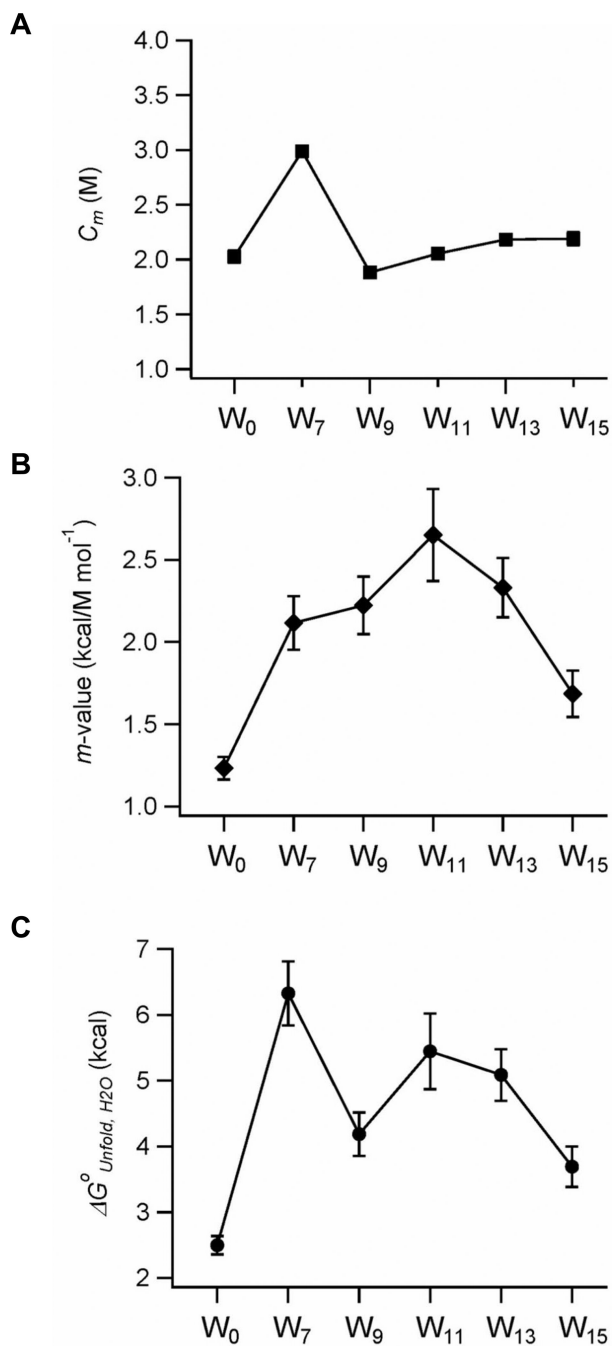 A
4.0
3.5
3.0
2.5
2.0
1.5
1.0
Cm (M)
W0 W7 W9 W11 W13 W15
B
3.0
2.5
2.0
1.5
1.0
m-value (kcal/M mol⁻¹)
W0 W7 W9 W11 W13 W15
C
7
6
5
4
3
2
ΔG° Unfold, H2O (kcal)
W0 W7 W9 W11 W13 W15